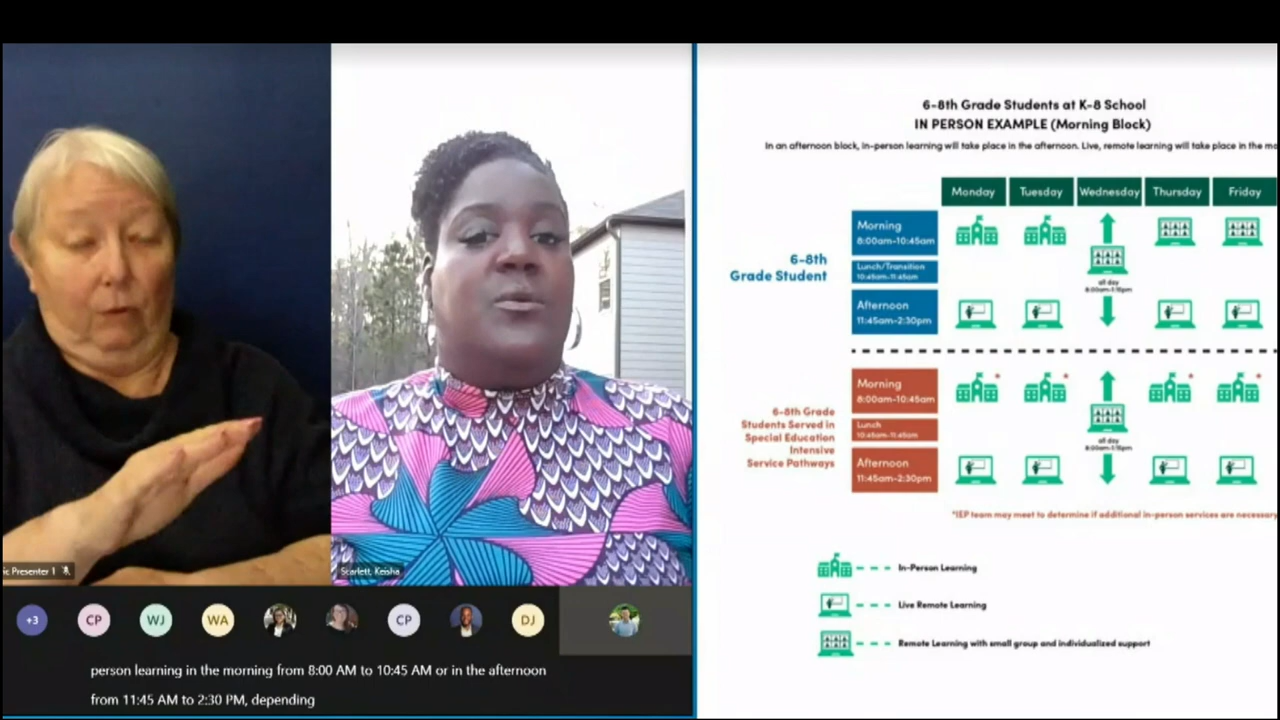 ic Presenter 1
Scarlett, Keisha
+3
CP
WJ
WA
CP
DJ
person learning in the morning from 8:00 AM to 10:45 AM or in the afternoon
from 11:45 AM to 2:30 PM, depending
6-8th Grade Students at K-8 School
IN PERSON EXAMPLE (Morning Block)
In an afternoon block, in-person learning will take place in the afternoon. Live, remote learning will take place in the mo
Monday Tuesday Wednesday Thursday Friday
6-8th
Grade Student
Morning
8:00am-10:45am
Lunch/Transition
10:45am-11:45am
Afternoon
11:45am-2:30pm
all day
6-8th Grade
Students Served in
Special Education
Intensive
Service Pathways
Morning
8:00am-10:45am
Lunch
10:45am-11:45am
Afternoon
11:45am-2:30pm
all day
*IEP team may meet to determine if additional in-person services are necessary
In-Person Learning
Live Remote Learning
Remote Learning with small group and individualized support